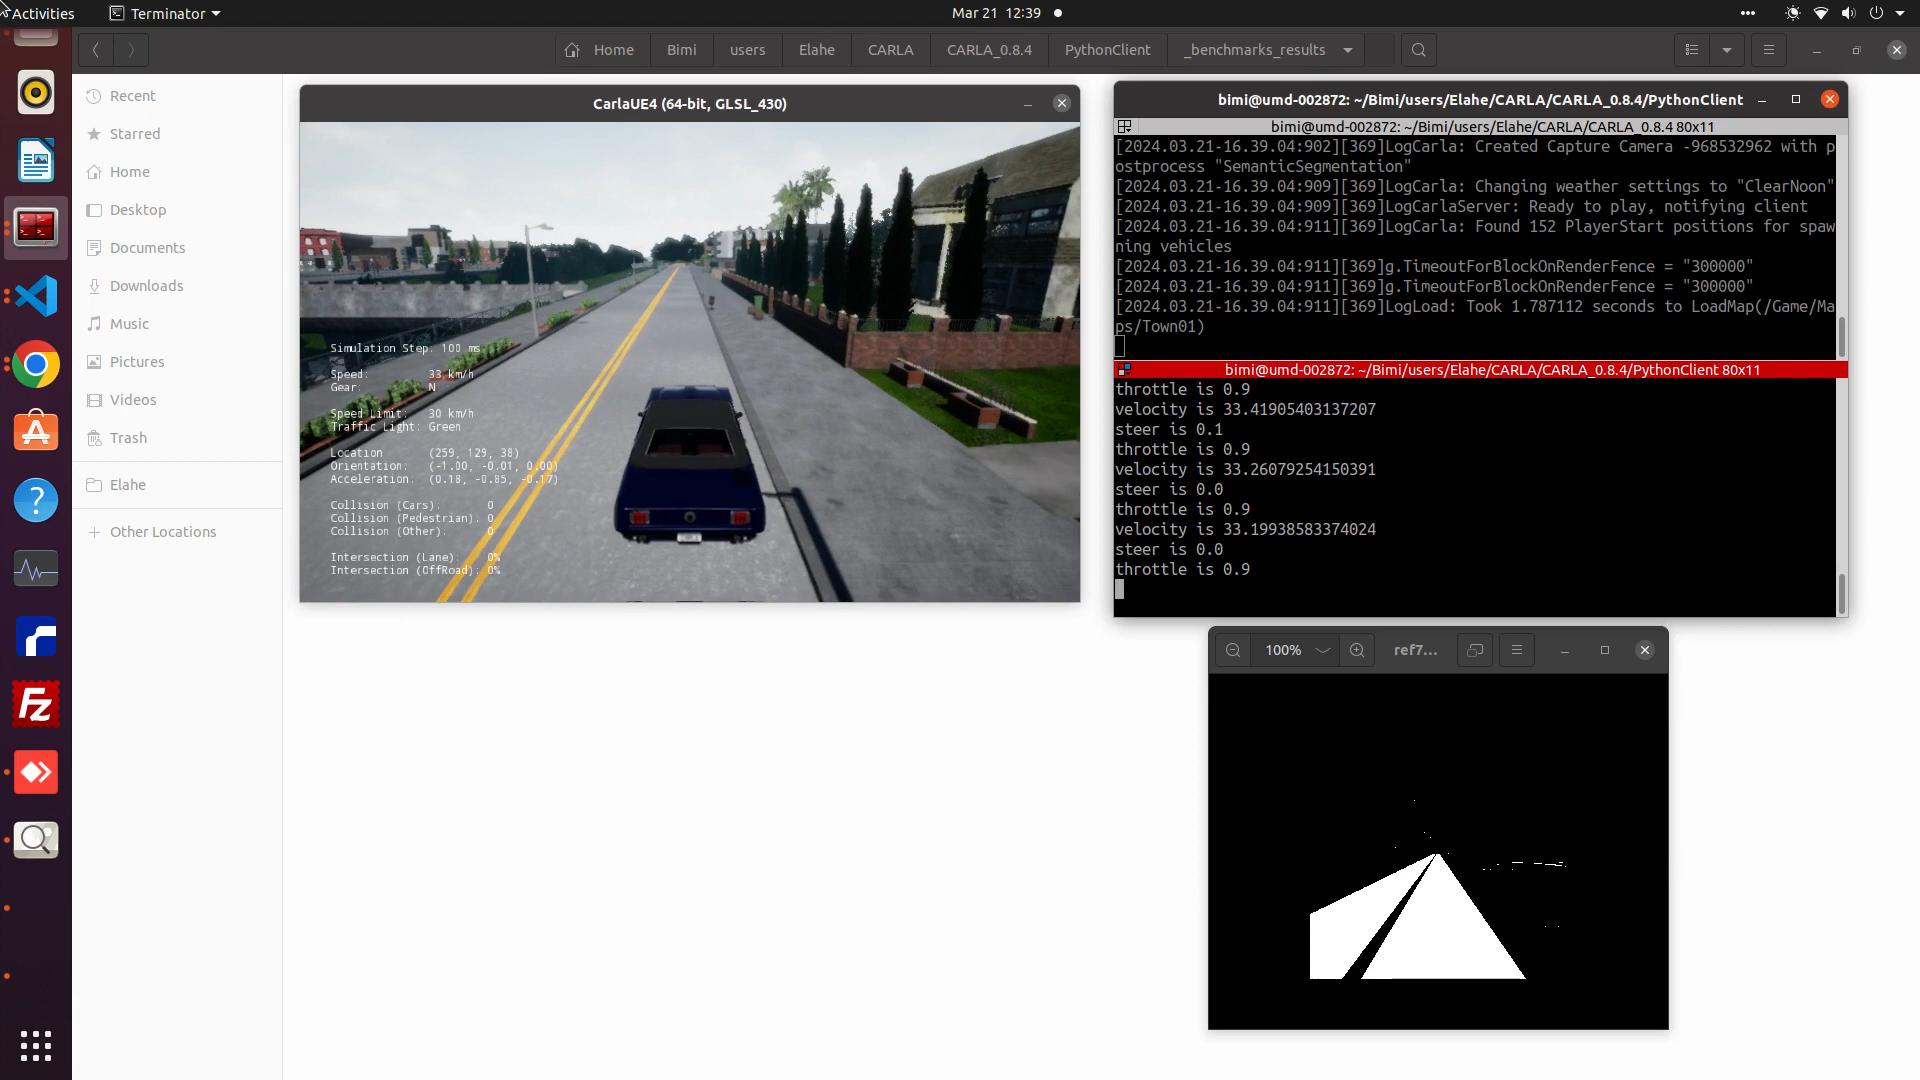 Activities
Terminator
Mar 21 12:39
Home
Bimi
users
Elahe
CARLA
CARLA_0.8.4
PythonClient
_benchmarks_results
Recent
Starred
Home
Desktop
Documents
Downloads
Music
Pictures
Videos
Trash
Elahe
+ Other Locations
CarlaUE4 (64-bit, GLSL_430)
Simulation Step: 100 ms
Speed: 33 km/h
Gear: N
Speed Limit: 30 km/h
Traffic Light: Green
Location (259, 129, 38)
Orientation: (-1.00, -0.01, 0.00)
Acceleration: (0.18, -0.85, -0.17)
Collision (Cars): 0
Collision (Pedestrian): 0
Collision (Other): 0
Intersection (Lane): 0%
Intersection (OffRoad): 0%
bimi@umd-002872: ~/Bimi/users/Elahe/CARLA/CARLA_0.8.4/PythonClient
bimi@umd-002872: ~/Bimi/users/Elahe/CARLA/CARLA_0.8.4 80x11
[2024.03.21-16.39.04:902][369]LogCarla: Created Capture Camera -968532962 with p
ostprocess "SemanticSegmentation"
[2024.03.21-16.39.04:909][369]LogCarla: Changing weather settings to "ClearNoon"
[2024.03.21-16.39.04:909][369]LogCarlaServer: Ready to play, notifying client
[2024.03.21-16.39.04:911][369]LogCarla: Found 152 PlayerStart positions for spaw
ning vehicles
[2024.03.21-16.39.04:911][369]g.TimeoutForBlockOnRenderFence = "300000"
[2024.03.21-16.39.04:911][369]g.TimeoutForBlockOnRenderFence = "300000"
[2024.03.21-16.39.04:911][369]LogLoad: Took 1.787112 seconds to LoadMap(/Game/Ma
ps/Town01)
bimi@umd-002872: ~/Bimi/users/Elahe/CARLA/CARLA_0.8.4/PythonClient 80x11
throttle is 0.9
velocity is 33.41905403137207
steer is 0.1
throttle is 0.9
velocity is 33.26079254150391
steer is 0.0
throttle is 0.9
velocity is 33.19938583374024
steer is 0.0
throttle is 0.9
100%
ref7...